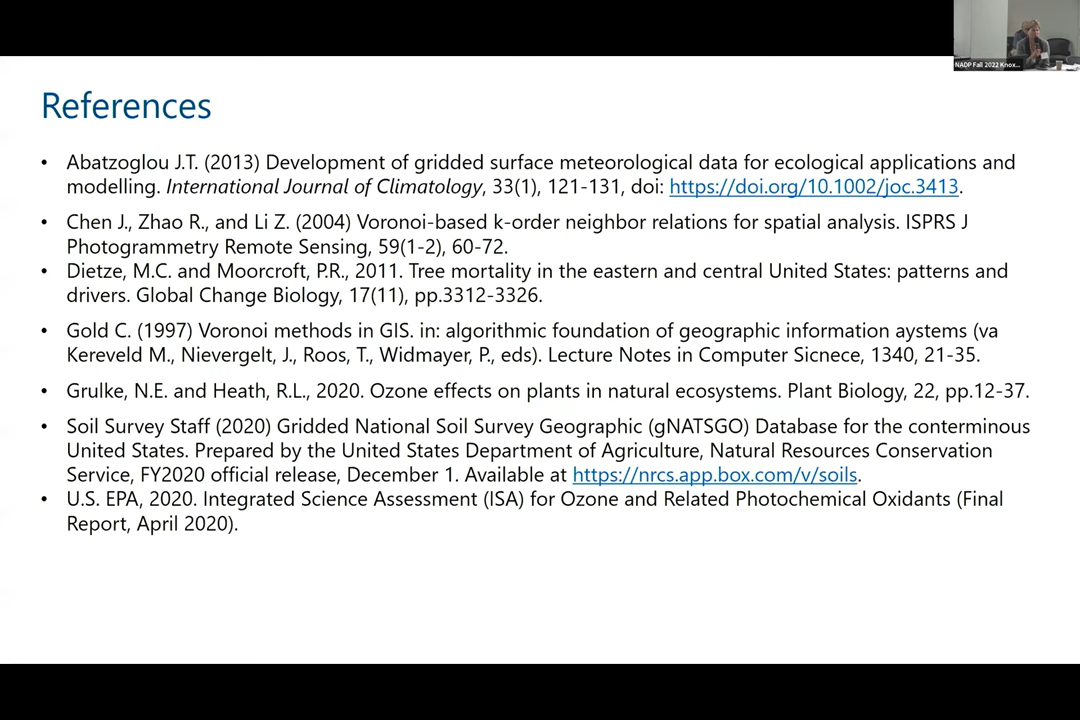 NADP Fall 2022 Knox...
References
• Abatzoglou J.T. (2013) Development of gridded surface meteorological data for ecological applications and
modelling. International Journal of Climatology, 33(1), 121-131, doi: https://doi.org/10.1002/joc.3413.
• Chen J., Zhao R., and Li Z. (2004) Voronoi-based k-order neighbor relations for spatial analysis. ISPRS J
Photogrammetry Remote Sensing, 59(1-2), 60-72.
• Dietze, M.C. and Moorcroft, P.R., 2011. Tree mortality in the eastern and central United States: patterns and
drivers. Global Change Biology, 17(11), pp.3312-3326.
• Gold C. (1997) Voronoi methods in GIS. in: algorithmic foundation of geographic information aystems (va
Kereveld M., Nievergelt, J., Roos, T., Widmayer, P., eds). Lecture Notes in Computer Sicnece, 1340, 21-35.
• Grulke, N.E. and Heath, R.L., 2020. Ozone effects on plants in natural ecosystems. Plant Biology, 22, pp.12-37.
• Soil Survey Staff (2020) Gridded National Soil Survey Geographic (gNATSGO) Database for the conterminous
United States. Prepared by the United States Department of Agriculture, Natural Resources Conservation
Service, FY2020 official release, December 1. Available at https://nrcs.app.box.com/v/soils.
• U.S. EPA, 2020. Integrated Science Assessment (ISA) for Ozone and Related Photochemical Oxidants (Final
Report, April 2020).